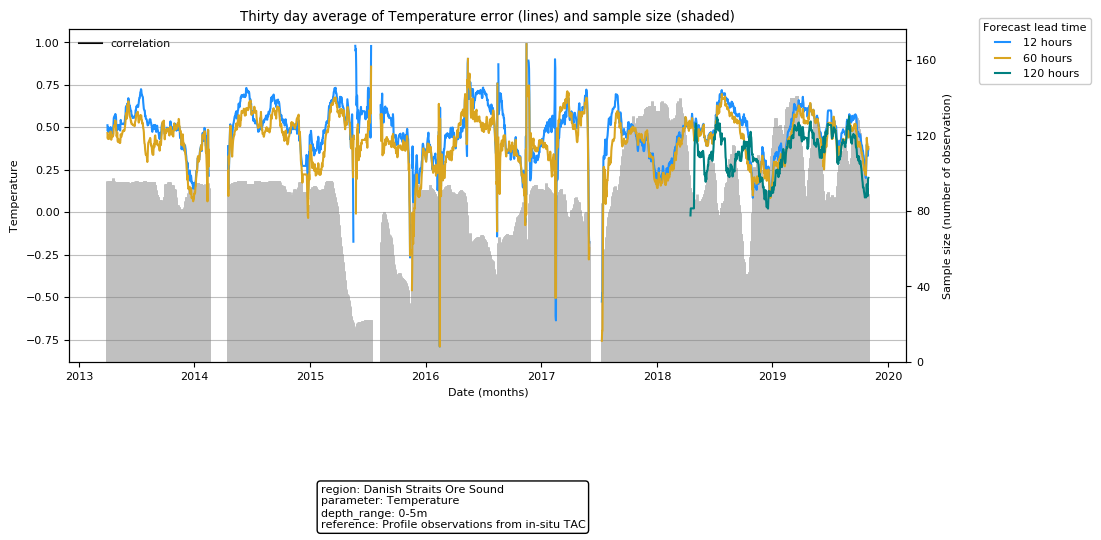 Thirty day average of Temperature error (lines) and sample size (shaded)
Forecast lead time
12 hours
60 hours
120 hours
correlation
1.00
0.75
0.50
0.25
0.00
−0.25
−0.50
−0.75
Temperature
160
120
80
40
0
Sample size (number of observation)
2013
2014
2015
2016
2017
2018
2019
2020
Date (months)
region: Danish Straits Ore Sound
parameter: Temperature
depth_range: 0-5m
reference: Profile observations from in-situ TAC